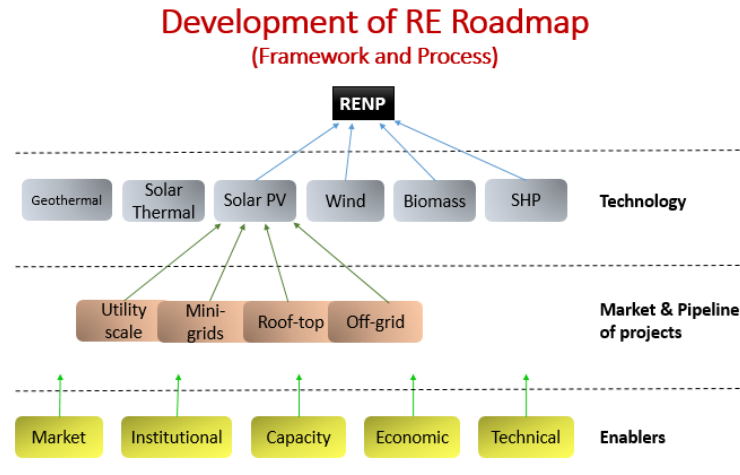 Development of RE Roadmap
(Framework and Process)
RENP
Geothermal
Solar
Thermal
Solar PV
Wind
Biomass
SHP
Technology
Utility
scale
Mini-
grids
Roof-top
Off-grid
Market & Pipeline
of projects
Market
Institutional
Capacity
Economic
Technical
Enablers